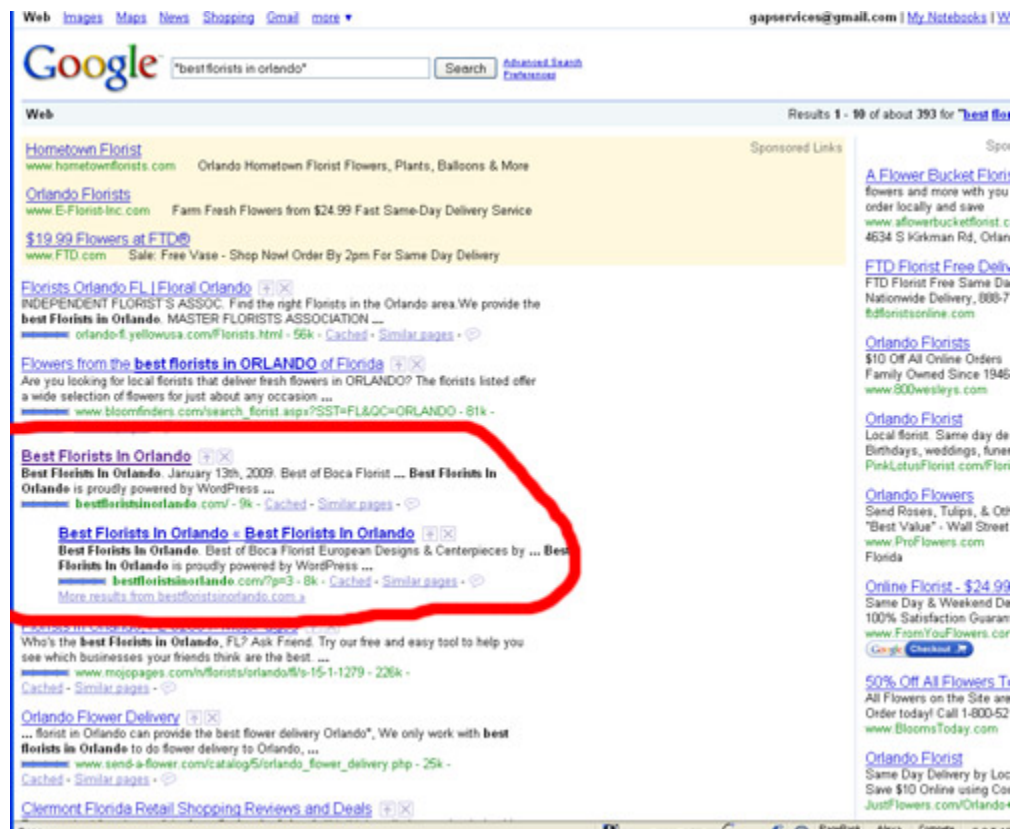 Web Images Maps News Shopping Gmail more ▼
gapservices@gmail.com | My Notebooks |
Google "best florists in orlando" Search Advanced Search
Preferences
Web Results 1 - 10 of about 393 for "best
Sponsored Links
Hometown Florist
www.hometownflorists.com Orlando Hometown Florist Flowers, Plants, Balloons & More
Orlando Florists
www.E-Florist-Inc.com Farm Fresh Flowers from $24.99 Fast Same-Day Delivery Service
$19.99 Flowers at FTD®
www.FTD.com Sale: Free Vase - Shop Now! Order By 2pm For Same Day Delivery
Florists Orlando FL | Floral Orlando
INDEPENDENT FLORIST'S ASSOC. Find the right Florists in the Orlando area.We provide the
best Florists in Orlando. MASTER FLORISTS ASSOCIATION ...
orlando-fl.yellowusa.com/Florists.html - 56k - Cached - Similar pages -
Flowers from the best florists in ORLANDO of Florida
Are you looking for local florists that deliver fresh flowers in ORLANDO? The florists listed offer
a wide selection of flowers for just about any occasion ...
www.bloomfinders.com/search_florist.aspx?SST=FL&QC=ORLANDO - 81k -
Best Florists In Orlando
Best Florists In Orlando. January 13th, 2009. Best of Boca Florist ... Best Florists In
Orlando is proudly powered by WordPress ...
bestfloristsinorlando.com/ - 9k - Cached - Similar pages -
Best Florists In Orlando « Best Florists In Orlando
Best Florists In Orlando. Best of Boca Florist European Designs & Centerpieces by ... Best
Florists In Orlando is proudly powered by WordPress ...
bestfloristsinorlando.com/?p=3 - 8k - Cached - Similar pages -
More results from bestfloristsinorlando.com »
Who's the best Florists in Orlando, FL? Ask Friend. Try our free and easy tool to help you
see which businesses your friends think are the best. ...
www.mojopages.com/n/florists/orlando/fl/s-15-1-1279 - 226k -
Cached - Similar pages -
Orlando Flower Delivery
... florist in Orlando can provide the best flower delivery Orlando", We only work with best
florists in Orlando to do flower delivery to Orlando, ...
www.send-a-flower.com/catalog/5/orlando_flower_delivery.php - 25k -
Cached - Similar pages -
Clermont Florida Retail Shopping Reviews and Deals
A Flower Bucket Floris
flowers and more with you
order locally and save
www.aflowerbucketflorist.c
4634 S Kirkman Rd, Orlan
FTD Florist Free Deliv
FTD Florist Free Same Da
Nationwide Delivery, 888-7
ftdfloristsonline.com
Orlando Florists
$10 Off All Online Orders
Family Owned Since 1946
www.800wesleys.com
Orlando Florist
Local florist. Same day de
Birthdays, weddings, funer
PinkLotusFlorist.com/Flori
Orlando Flowers
Send Roses, Tulips, & Oth
"Best Value" - Wall Street
www.ProFlowers.com
Florida
Online Florist - $24.99
Same Day & Weekend De
100% Satisfaction Guaran
www.FromYouFlowers.com
Google Checkout
50% Off All Flowers To
All Flowers on the Site are
Order today! Call 1-800-52
www.BloomsToday.com
Orlando Florist
Same Day Delivery by Loc
Save $10 Online using Cou
JustFlowers.com/Orlando+